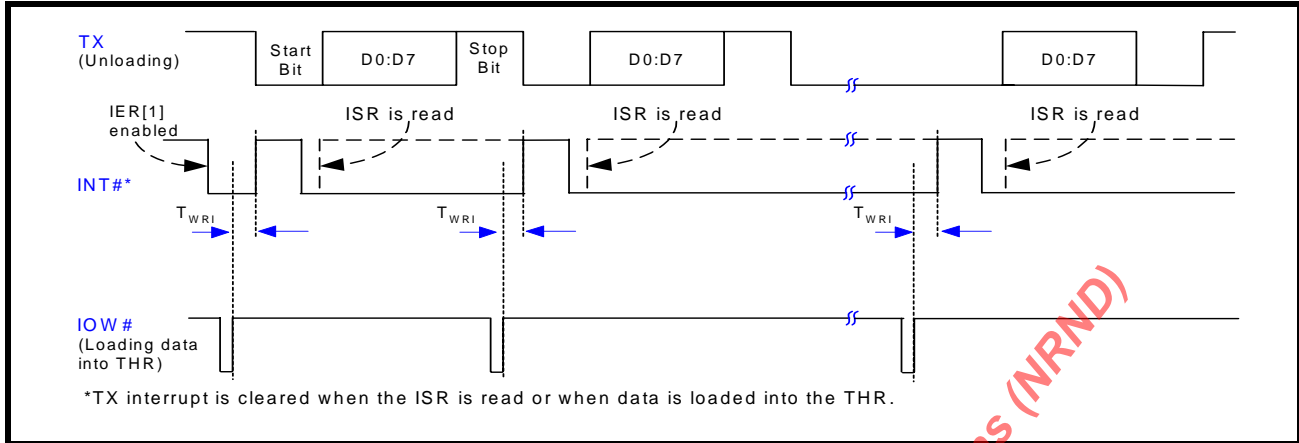 TX
(Unloading)
Start
Bit
D0:D7
Stop
Bit
D0:D7
D0:D7
IER[1]
enabled
ISR is read
ISR is read
ISR is read
INT#*
TWRI
TWRI
TWRI
IOW#
(Loading data
into THR)
*TX interrupt is cleared when the ISR is read or when data is loaded into the THR.
(NRND)